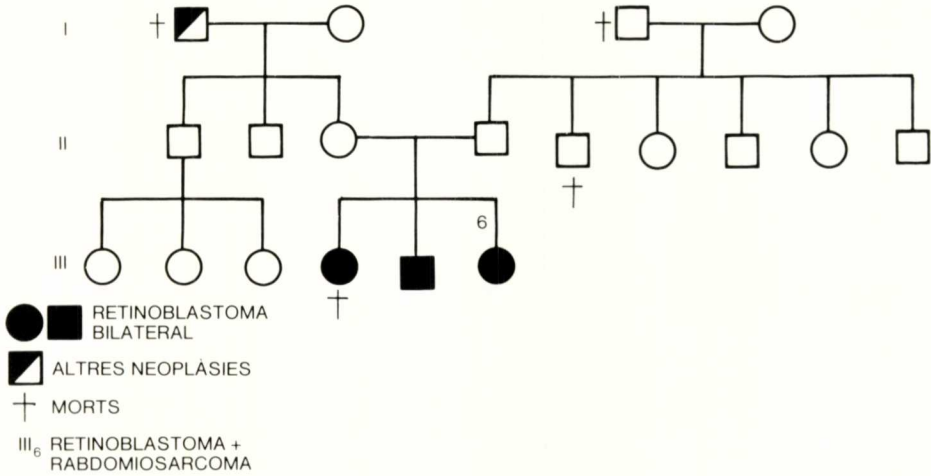 I
II
6
III
RETINOBLASTOMA
BILATERAL
ALTRES NEOPLÀSIES
MORTS
III₆ RETINOBLASTOMA +
RABDOMIOSARCOMA